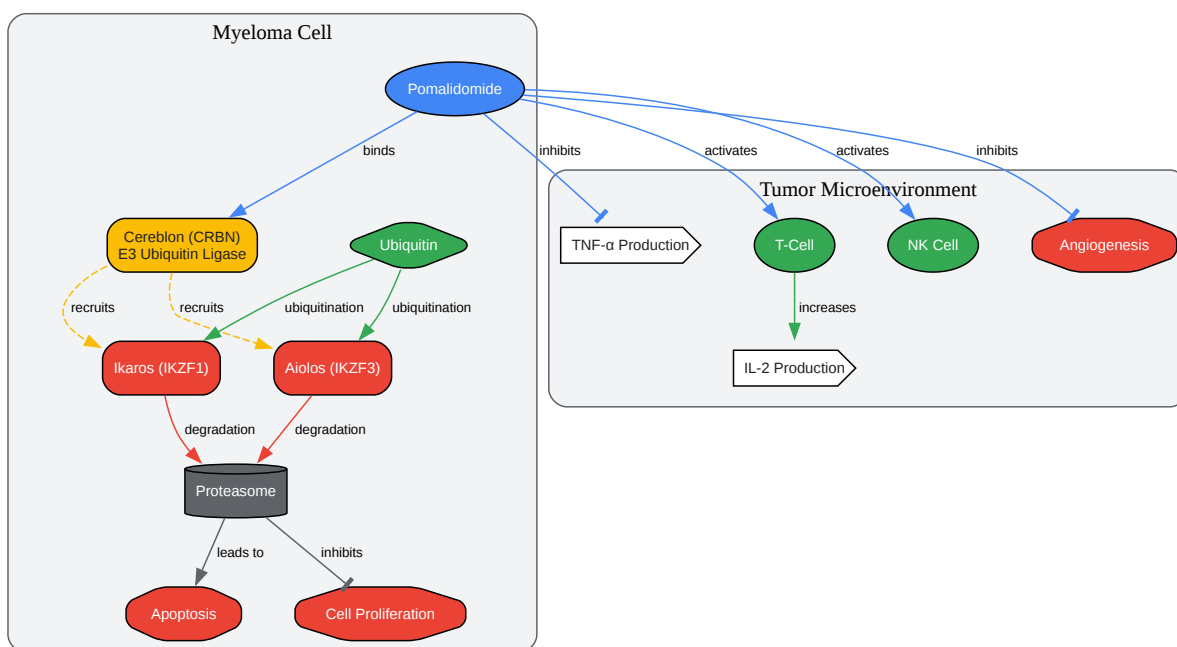 Myeloma Cell
Pomalidomide
binds
inhibits
activates
activates
inhibits
Tumor Microenvironment
Cereblon (CRBN)
E3 Ubiquitin Ligase
Ubiquitin
TNF-α Production
T-Cell
NK Cell
Angiogenesis
recruits
recruits
ubiquitination
ubiquitination
increases
Ikaros (IKZF1)
Aiolos (IKZF3)
IL-2 Production
degradation
degradation
Proteasome
leads to
inhibits
Apoptosis
Cell Proliferation